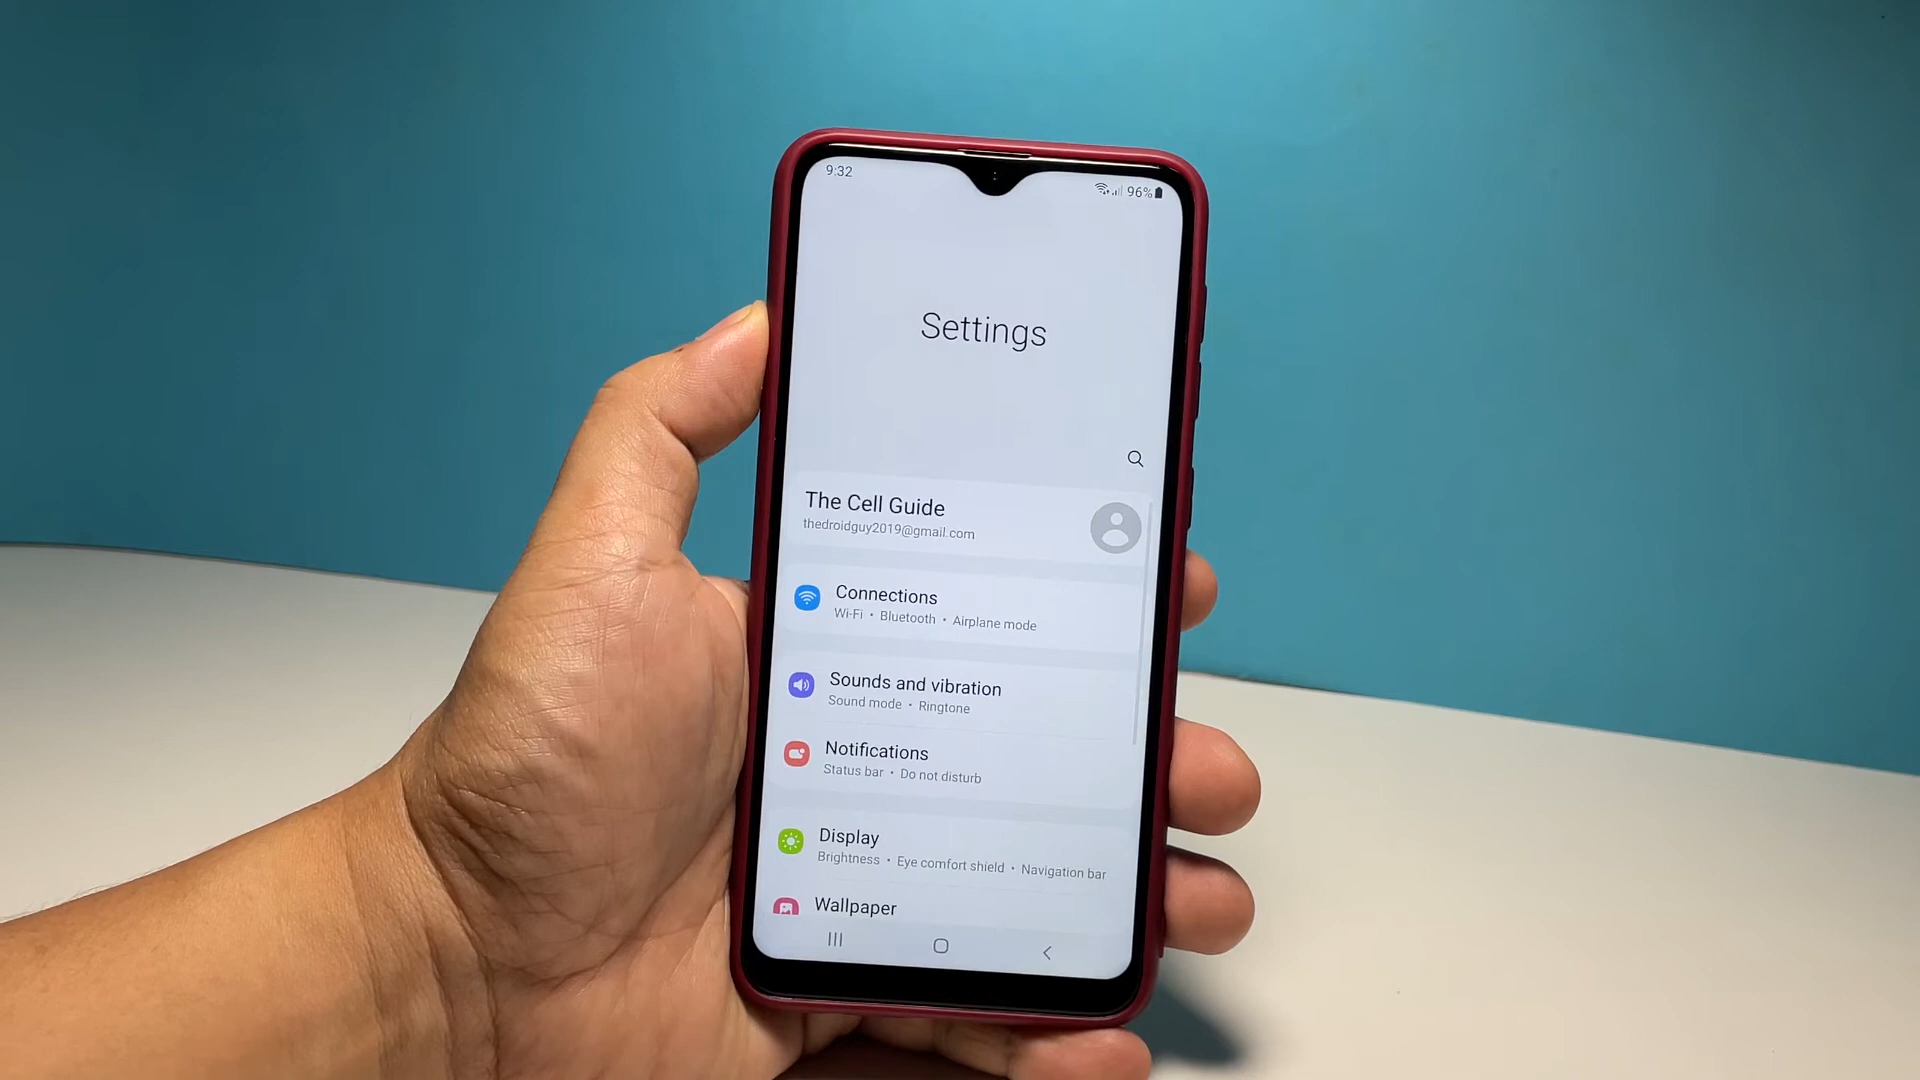 9:32
96%
Settings
The Cell Guide
thedroidguy2019@gmail.com
Connections
Wi-Fi • Bluetooth • Airplane mode
Sounds and vibration
Sound mode • Ringtone
Notifications
Status bar • Do not disturb
Display
Brightness • Eye comfort shield • Navigation bar
Wallpaper